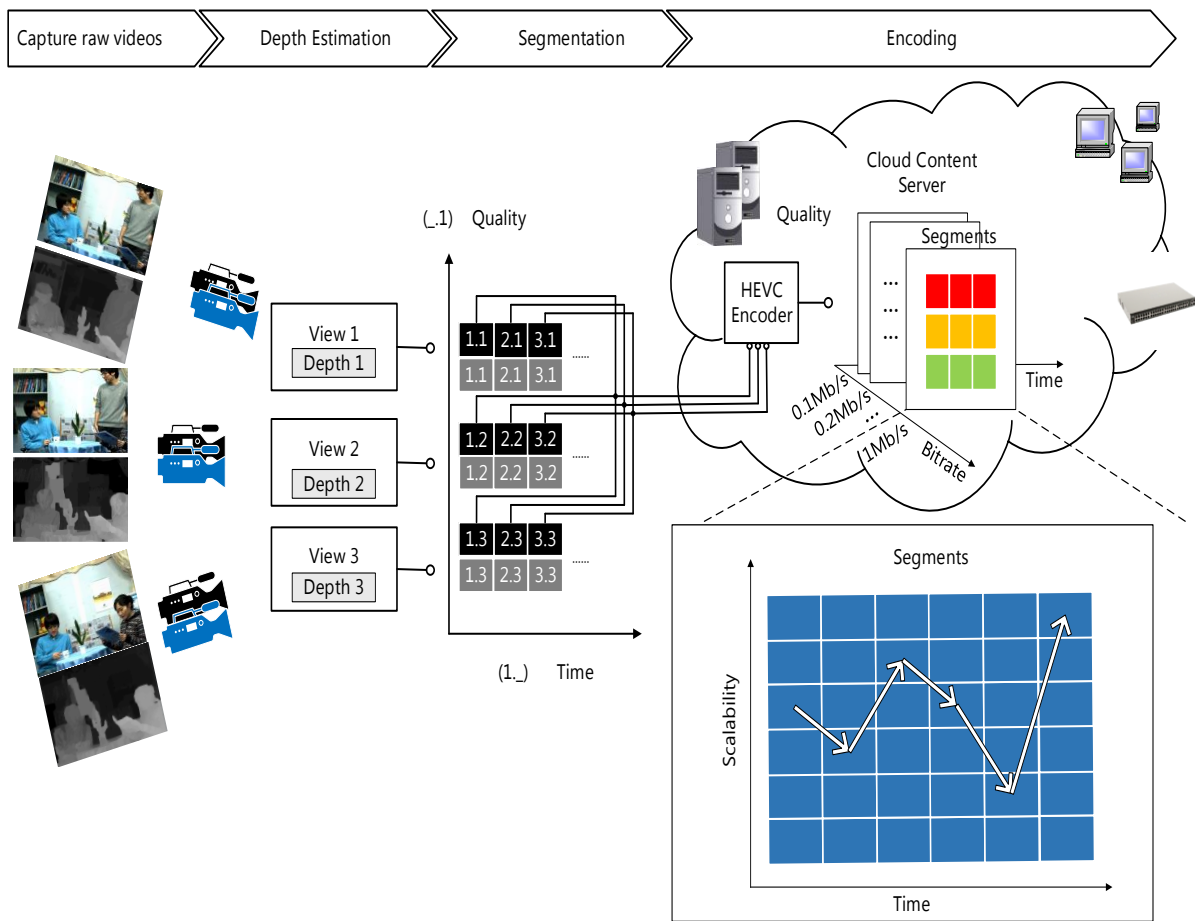 Capture raw videos
Depth Estimation
Segmentation
Encoding
Cloud Content
Server
(_.1) Quality
Quality
Segments
HEVC
Encoder
...
...
View 1
Depth 1
1.1 2.1 3.1
......
1.1 2.1 3.1
Time
0.1Mb/s
0.2Mb/s
...
1Mb/s
Bitrate
View 2
Depth 2
1.2 2.2 3.2
......
1.2 2.2 3.2
View 3
Depth 3
1.3 2.3 3.3
......
1.3 2.3 3.3
(1._) Time
Segments
Scalability
Time